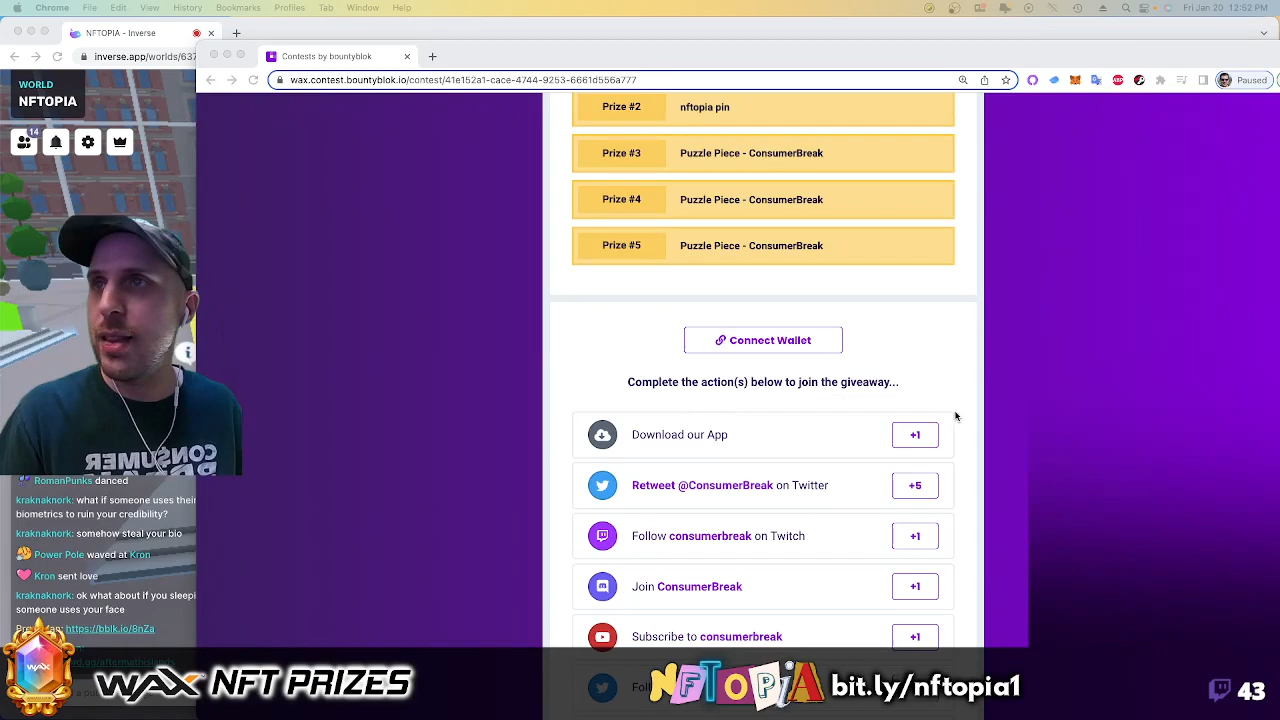 Chrome File Edit View History Bookmarks Profiles Tab Window Help
Fri Jan 20 12:52 PM
NFTOPIA - Inverse
inverse.app/worlds/637
Contests by bountyblok
wax.contest.bountyblok.io/contest/41e152a1-cace-4744-9253-6661d556a777
Paused
WORLD
NFTOPIA
14
Prize #2 nftopia pin
Prize #3 Puzzle Piece - ConsumerBreak
Prize #4 Puzzle Piece - ConsumerBreak
Prize #5 Puzzle Piece - ConsumerBreak
Connect Wallet
Complete the action(s) below to join the giveaway...
Download our App +1
Retweet @ConsumerBreak on Twitter +5
Follow consumerbreak on Twitch +1
Join ConsumerBreak +1
Subscribe to consumerbreak +1
CONSUMER
RomanPunks danced
kraknaknork: what if someone uses their
biometrics to ruin your credibility?
kraknaknork: somehow steal your bio
Power Pole waved at Kron
Kron sent love
kraknaknork: ok what about if you sleepi
someone uses your face
https://bblk.io/8nZa
WAX
WAX NFT PRIZES
NFTOPIA bit.ly/nftopia1
43